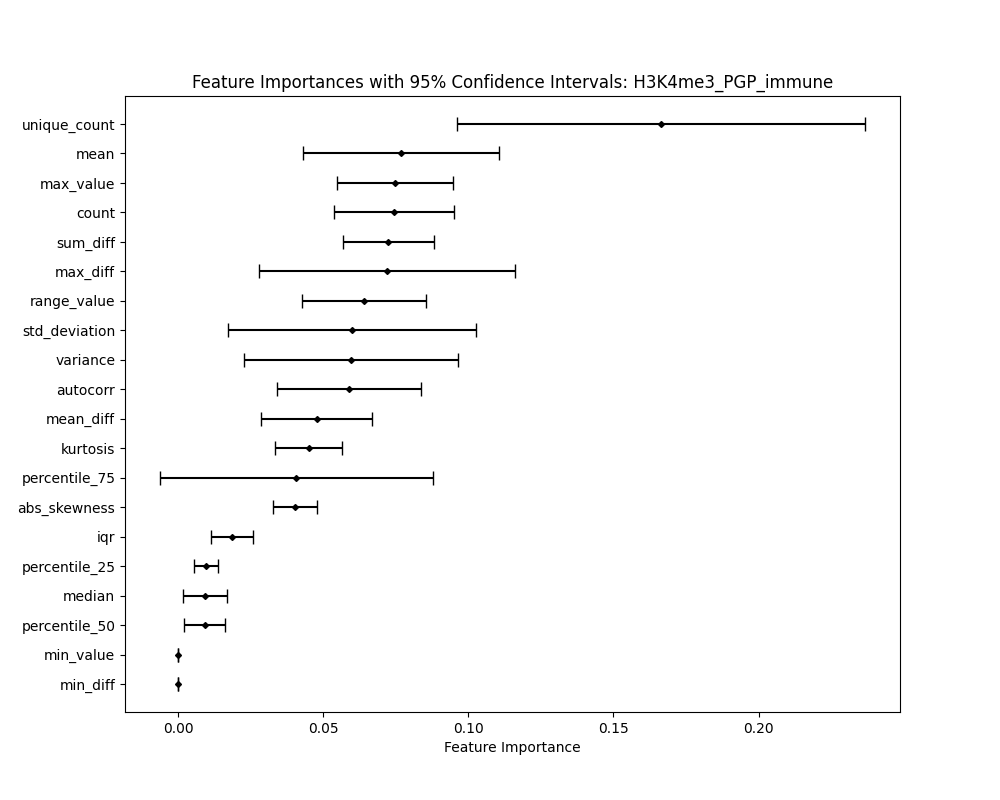 Feature Importances with 95% Confidence Intervals: H3K4me3_PGP_immune
unique_count
mean
max_value
count
sum_diff
max_diff
range_value
std_deviation
variance
autocorr
mean_diff
kurtosis
percentile_75
abs_skewness
iqr
percentile_25
median
percentile_50
min_value
min_diff
0.00 0.05 0.10 0.15 0.20
Feature Importance